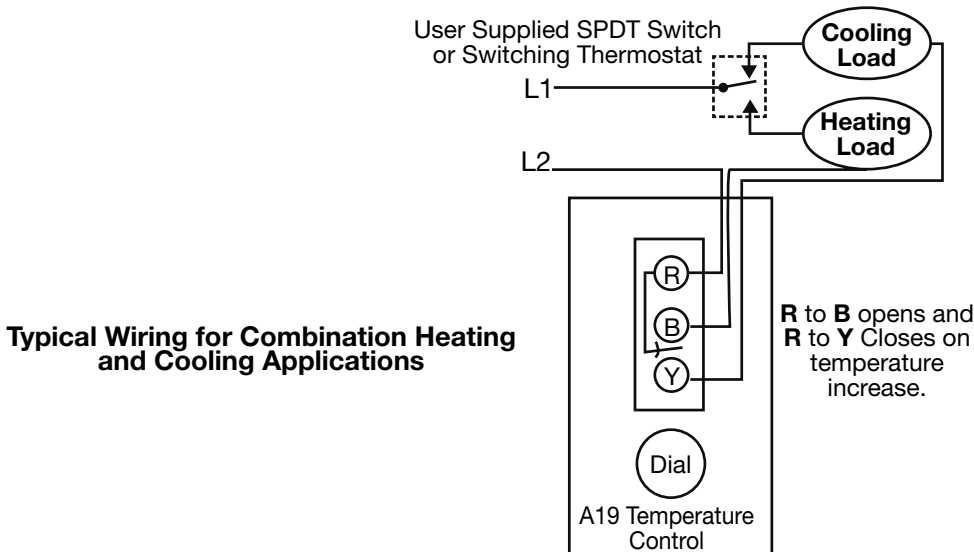 User Supplied SPDT Switch
or Switching Thermostat
Cooling
Load
L1
Heating
Load
L2
R
B
Y
Typical Wiring for Combination Heating
and Cooling Applications
R to B opens and
R to Y Closes on
temperature
increase.
Dial
A19 Temperature
Control